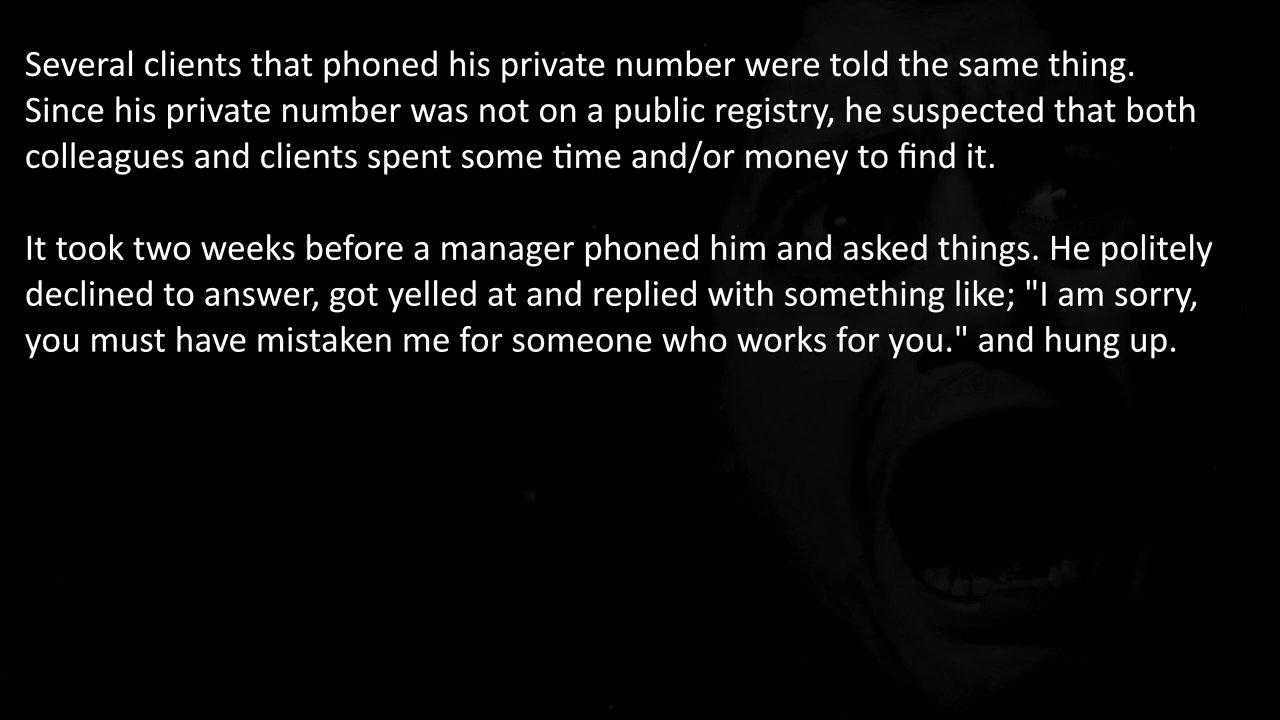 Several clients that phoned his private number were told the same thing.
Since his private number was not on a public registry, he suspected that both
colleagues and clients spent some time and/or money to find it.
It took two weeks before a manager phoned him and asked things. He politely
declined to answer, got yelled at and replied with something like; "I am sorry,
you must have mistaken me for someone who works for you." and hung up.